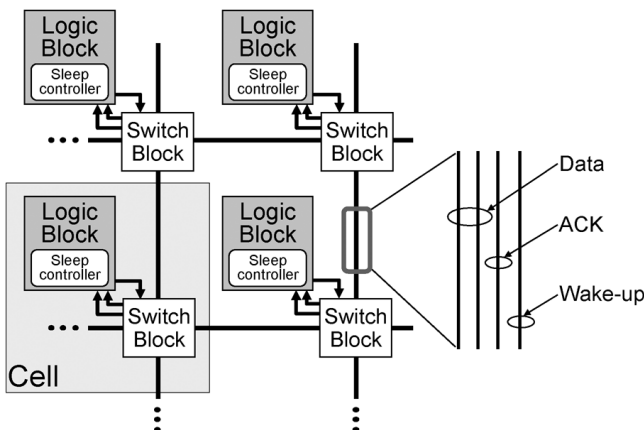 Logic
Block
Sleep
controller
Switch
Block
Logic
Block
Sleep
controller
Switch
Block
Logic
Block
Sleep
controller
Switch
Block
Cell
Logic
Block
Sleep
controller
Switch
Block
Data
ACK
Wake-up